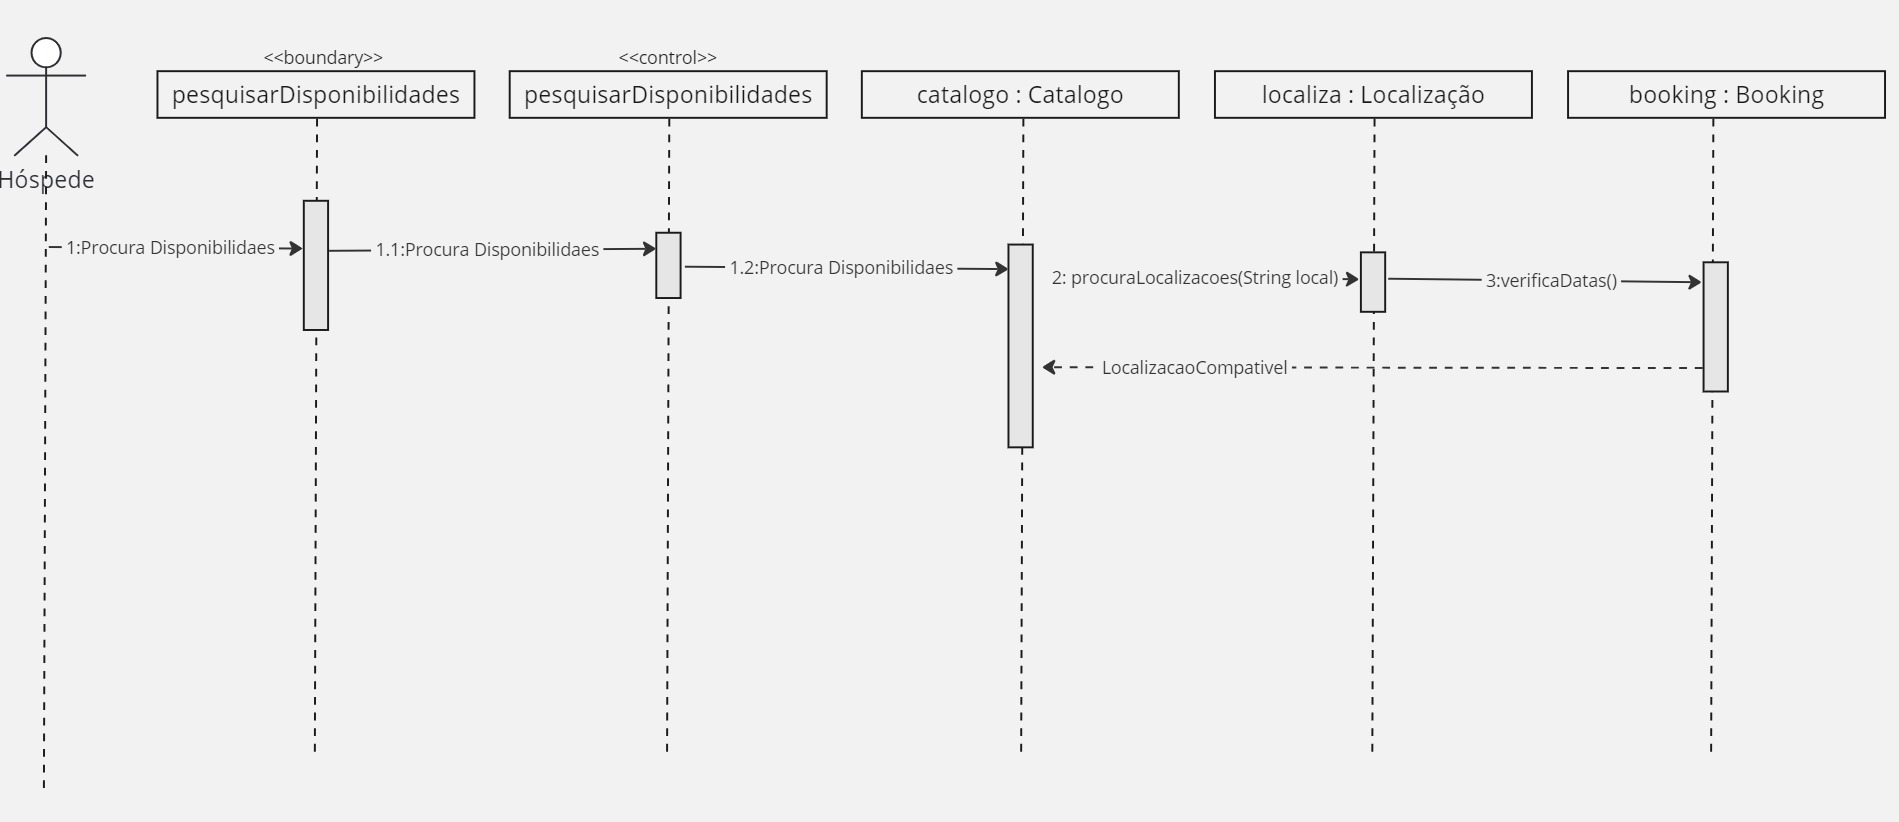 <<boundary>>
<<control>>
pesquisarDisponibilidades
pesquisarDisponibilidades
catalogo : Catalogo
localiza : Localização
booking : Booking
Hóspede
1:Procura Disponibilidaes
1.1:Procura Disponibilidaes
1.2:Procura Disponibilidaes
2: procuraLocalizacoes(String local)
3:verificaDatas()
LocalizacaoCompativel